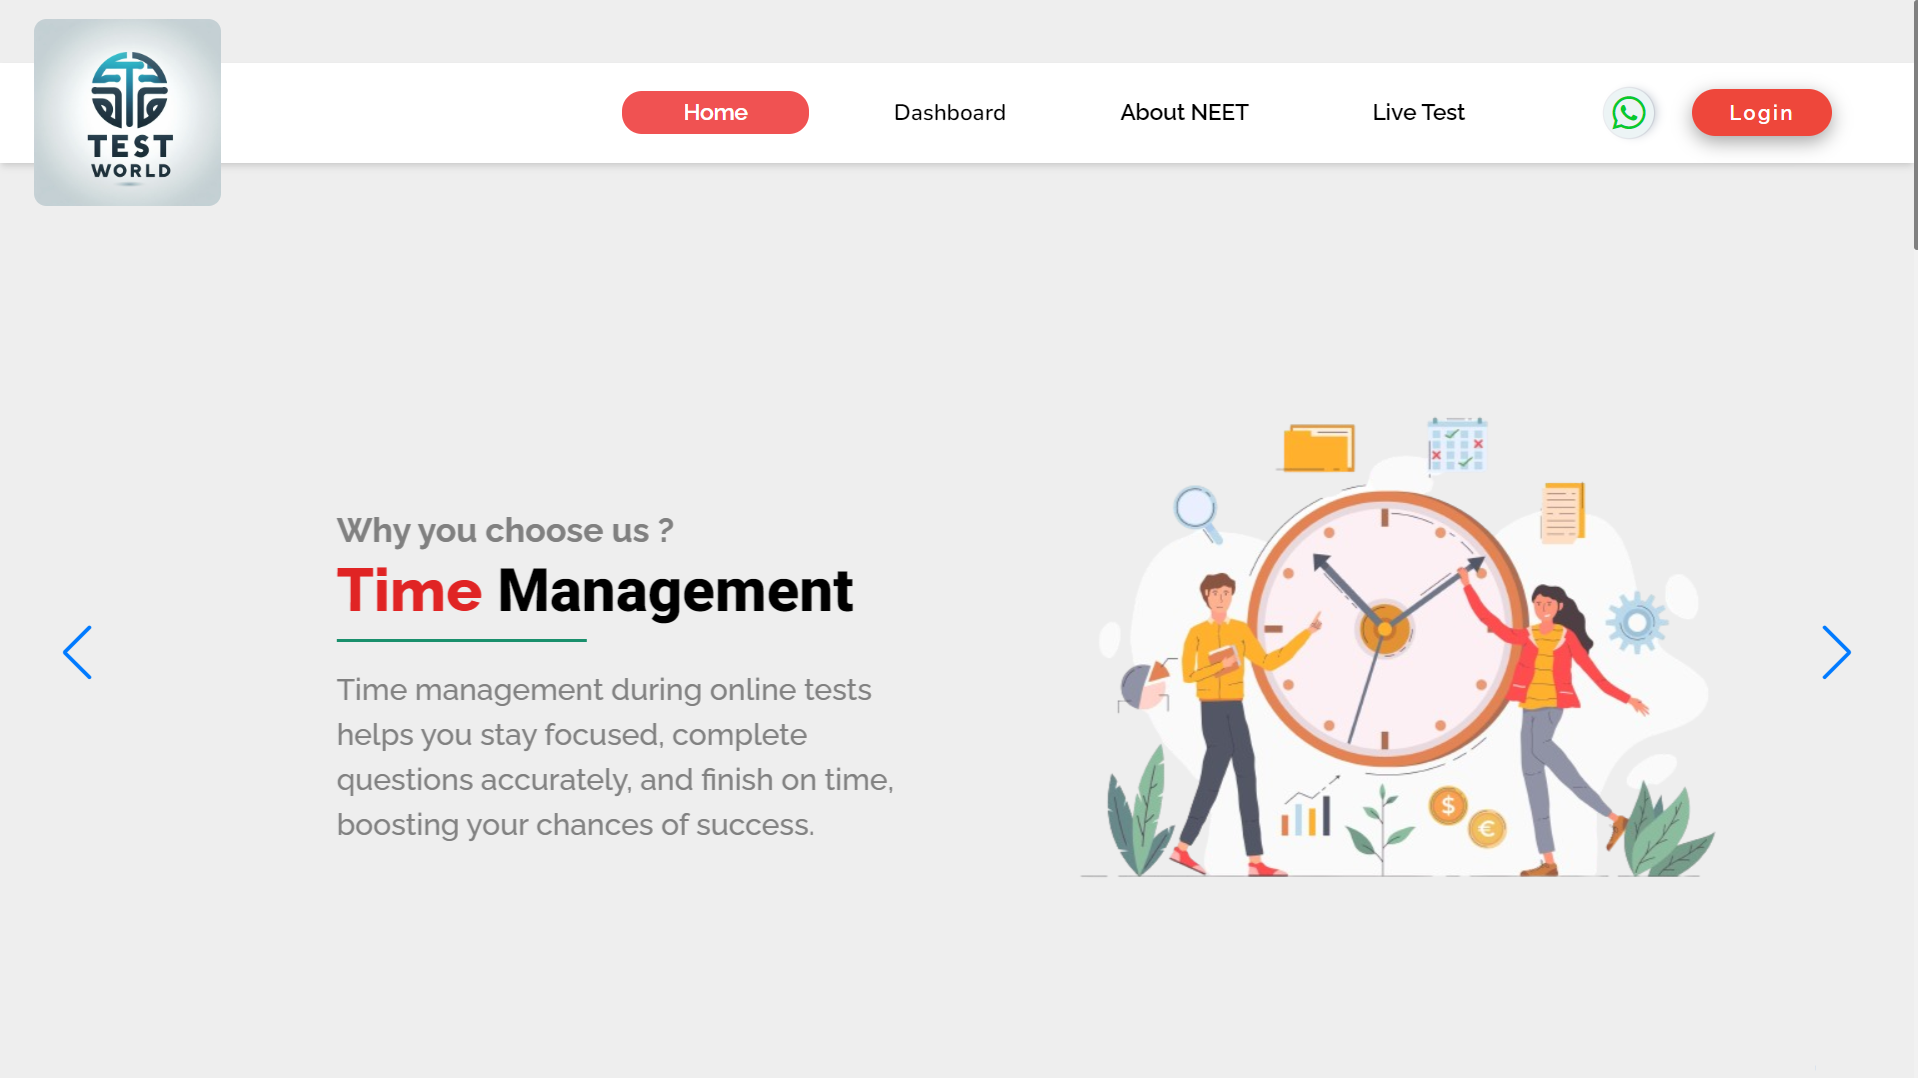 TEST
WORLD
Home
Dashboard
About NEET
Live Test
Login
Why you choose us ?
Time Management
Time management during online tests
helps you stay focused, complete
questions accurately, and finish on time,
boosting your chances of success.
$
€